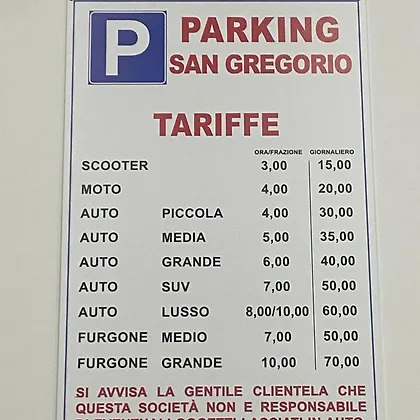 P PARKING
SAN GREGORIO
TARIFFE
ORA/FRAZIONE GIORNALIERO
SCOOTER 3,00 15,00
MOTO 4,00 20,00
AUTO PICCOLA 4,00 30,00
AUTO MEDIA 5,00 35,00
AUTO GRANDE 6,00 40,00
AUTO SUV 7,00 50,00
AUTO LUSSO 8,00/10,00 60,00
FURGONE MEDIO 7,00 50,00
FURGONE GRANDE 10,00 70,00
SI AVVISA LA GENTILE CLIENTELA CHE
QUESTA SOCIETÀ NON E RESPONSABILE